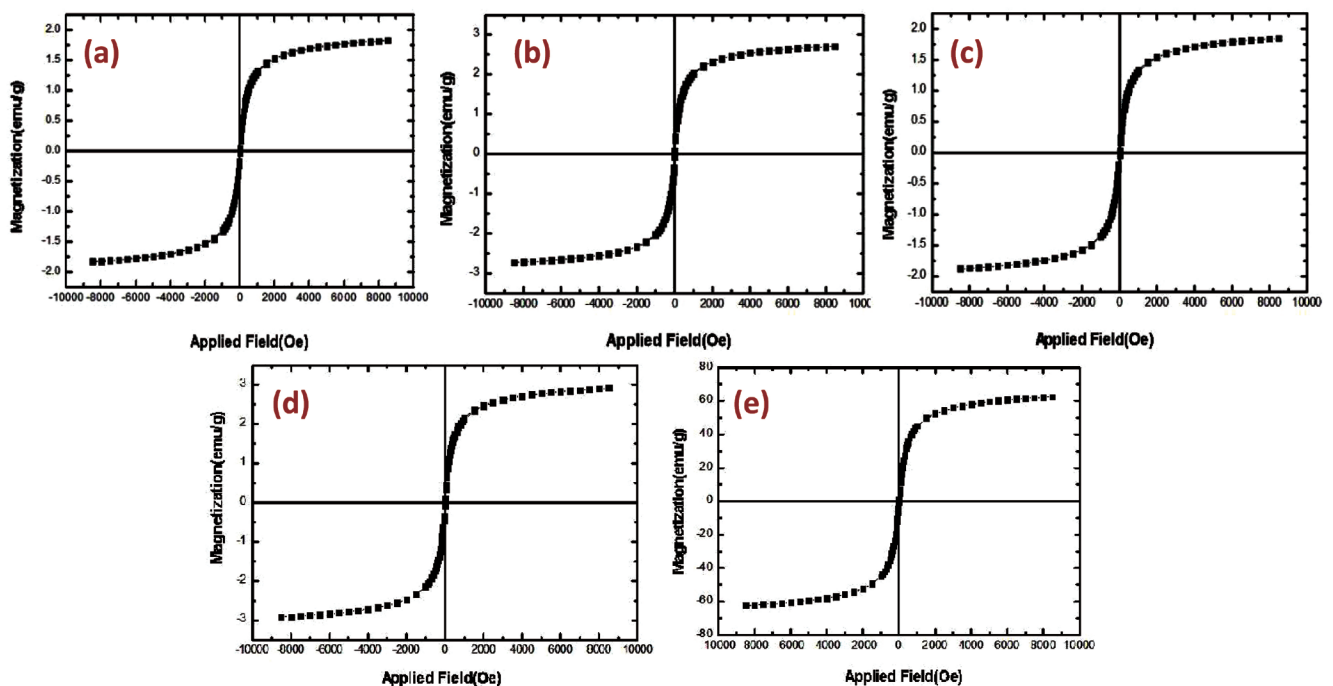 (a)
Magnetization(emu/g)
2.0
1.5
1.0
0.5
0.0
-0.5
-1.0
-1.5
-2.0
-10000 -8000 -6000 -4000 -2000 0 2000 4000 6000 8000 10000
Applied Field(Oe)
(b)
Magnetization(emu/g)
3
2
1
0
-1
-2
-3
-10000 -8000 -6000 -4000 -2000 0 2000 4000 6000 8000 1000
Applied Field(Oe)
(c)
Magnetization(emu/g)
2.0
1.5
1.0
0.5
0.0
-0.5
-1.0
-1.5
-2.0
-10000 -8000 -6000 -4000 -2000 0 2000 4000 6000 8000 10000
Applied Field(Oe)
(d)
Magnetization(emu/g)
3
2
1
0
-1
-2
-3
-10000 -8000 -6000 -4000 -2000 0 2000 4000 6000 8000 10000
Applied Field(Oe)
(e)
Magnetization(emu/g)
80
60
40
20
0
-20
-40
-60
-80
10000 -8000 -6000 -4000 -2000 0 2000 4000 6000 8000 10000
Applied Field(Oe)